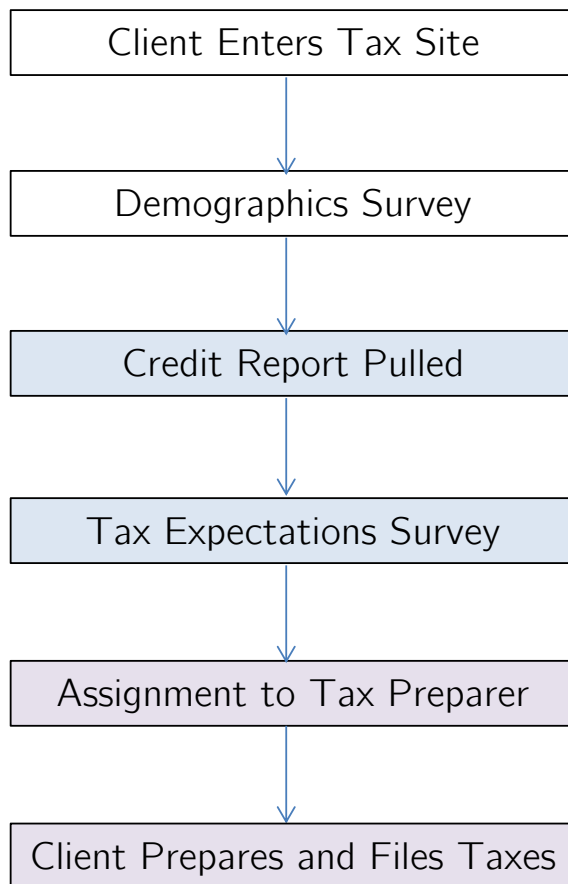 Client Enters Tax Site
Demographics Survey
Credit Report Pulled
Tax Expectations Survey
Assignment to Tax Preparer
Client Prepares and Files Taxes